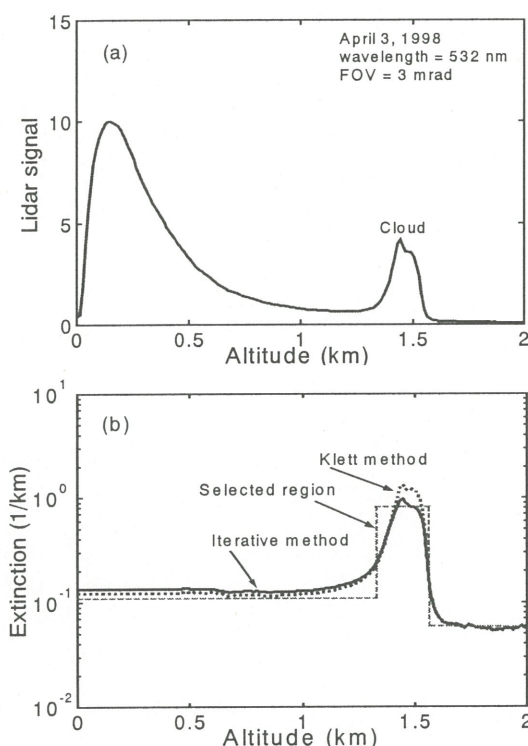 15
(a)
April 3, 1998
wavelength = 532 nm
FOV = 3 mrad
10
Lidar signal
5
Cloud
0
0 0.5 1 1.5 2
Altitude (km)
10^1
(b)
Klett method
10^0
Selected region
Extinction (1/km)
Iterative method
10^-1
10^-2
0 0.5 1 1.5 2
Altitude (km)